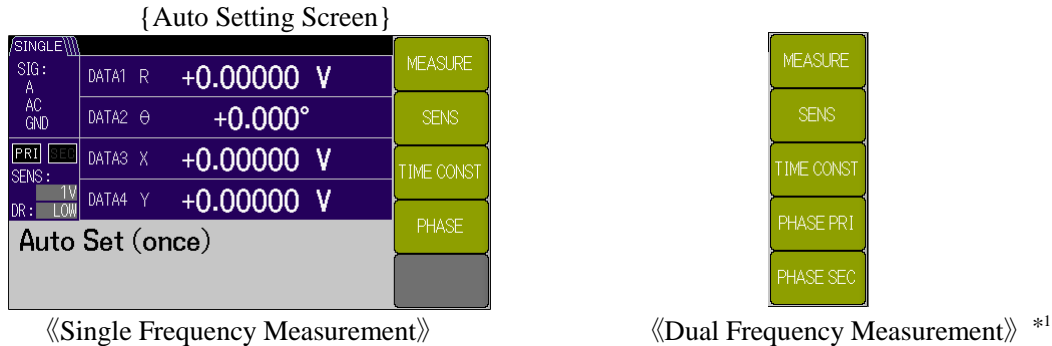 {Auto Setting Screen}
SINGLE
SIG:
A
AC
GND
PRI SEC
SENS:
1V
DR: LOW
DATA1 R +0.00000 V
DATA2 θ +0.000°
DATA3 X +0.00000 V
DATA4 Y +0.00000 V
Auto Set (once)
MEASURE
SENS
TIME CONST
PHASE
MEASURE
SENS
TIME CONST
PHASE PRI
PHASE SEC
《Single Frequency Measurement》
《Dual Frequency Measurement》 *1